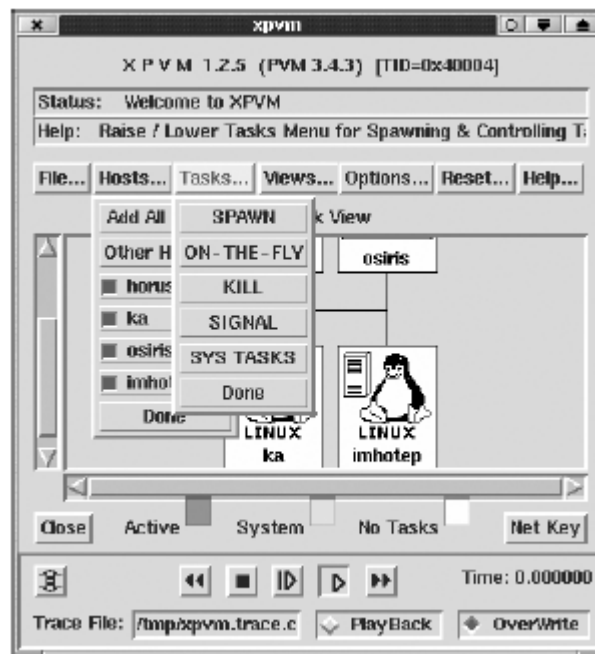 xpvm
X P V M 1.2.5 (PVM 3.4.3) [TID=0x40004]
Status: Welcome to XPVM
Help: Raise / Lower Tasks Menu for Spawning & Controlling T
File... Hosts... Tasks... Views... Options... Reset... Help...
Add All SPAWN k View
Other H ON-THE-FLY osiris
horus KILL
ka SIGNAL
osiris SYS TASKS
imhot Done
Done LINUX LINUX
ka imhotep
Close Active System No Tasks Net Key
Time: 0.000000
Trace File: /tmp/xpvm.trace.c PlayBack OverWrite